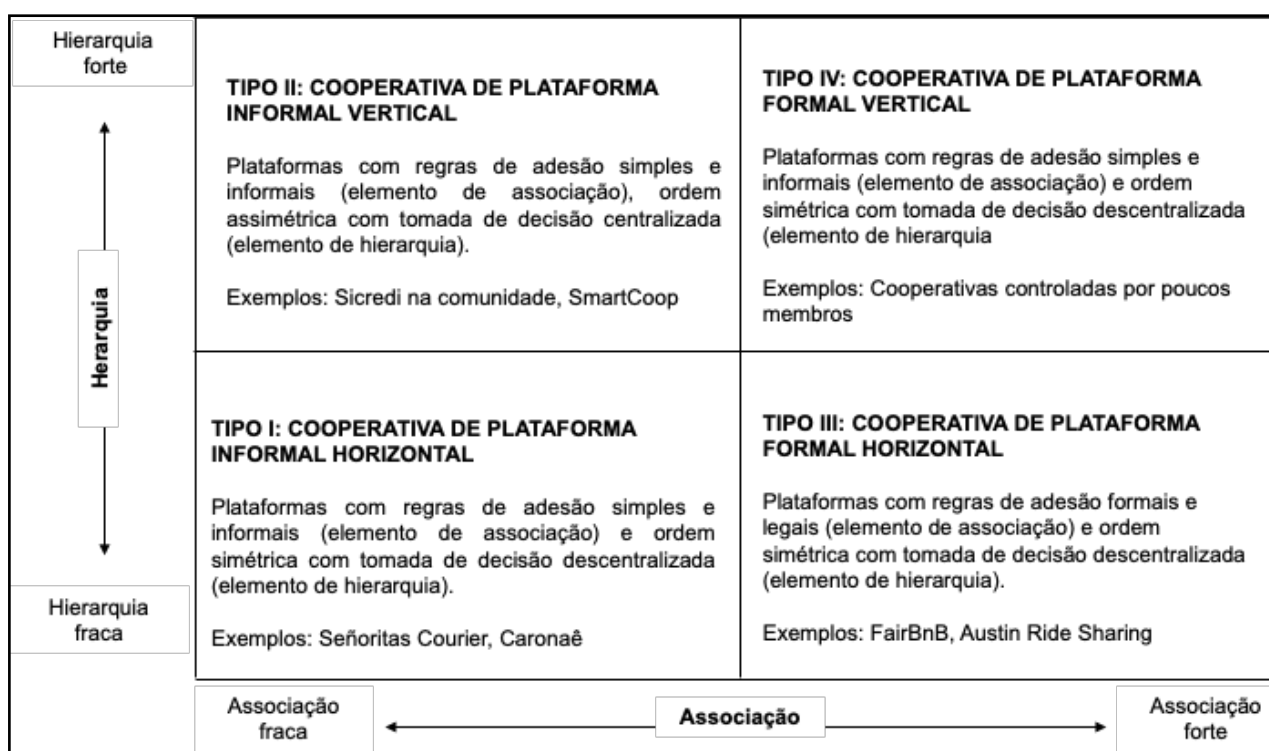 Hierarquia
forte
TIPO II: COOPERATIVA DE PLATAFORMA
INFORMAL VERTICAL
Plataformas com regras de adesão simples e
informais (elemento de associação), ordem
assimétrica com tomada de decisão centralizada
(elemento de hierarquia).
Exemplos: Sicredi na comunidade, SmartCoop
TIPO IV: COOPERATIVA DE PLATAFORMA
FORMAL VERTICAL
Plataformas com regras de adesão simples e
informais (elemento de associação) e ordem
simétrica com tomada de decisão descentralizada
(elemento de hierarquia
Exemplos: Cooperativas controladas por poucos
membros
Herarquia
TIPO I: COOPERATIVA DE PLATAFORMA
INFORMAL HORIZONTAL
Plataformas com regras de adesão simples e
informais (elemento de associação) e ordem
simétrica com tomada de decisão descentralizada
(elemento de hierarquia).
Exemplos: Señoritas Courier, Caronaê
TIPO III: COOPERATIVA DE PLATAFORMA
FORMAL HORIZONTAL
Plataformas com regras de adesão formais e
legais (elemento de associação) e ordem
simétrica com tomada de decisão descentralizada
(elemento de hierarquia).
Exemplos: FairBnB, Austin Ride Sharing
Hierarquia
fraca
Associação
fraca
Associação
Associação
forte